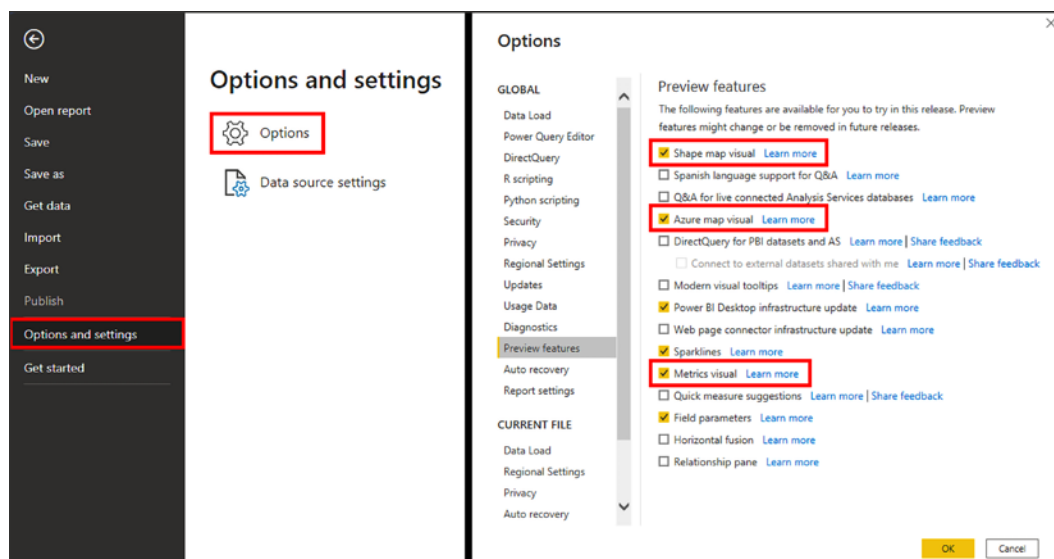 New
Open report
Save
Save as
Get data
Import
Export
Publish
Options and settings
Get started
Options and settings
Options
Data source settings
Options
GLOBAL
Data Load
Power Query Editor
DirectQuery
R scripting
Python scripting
Security
Privacy
Regional Settings
Updates
Usage Data
Diagnostics
Preview features
Auto recovery
Report settings
CURRENT FILE
Data Load
Regional Settings
Privacy
Auto recovery
Preview features
The following features are available for you to try in this release. Preview
features might change or be removed in future releases.
Shape map visual Learn more
Spanish language support for Q&A Learn more
Q&A for live connected Analysis Services databases Learn more
Azure map visual Learn more
DirectQuery for PBI datasets and AS Learn more | Share feedback
Connect to external datasets shared with me Learn more | Share feedback
Modern visual tooltips Learn more | Share feedback
Power BI Desktop infrastructure update Learn more
Web page connector infrastructure update Learn more
Sparklines Learn more
Metrics visual Learn more
Quick measure suggestions Learn more | Share feedback
Field parameters Learn more
Horizontal fusion Learn more
Relationship pane Learn more
OK
Cancel